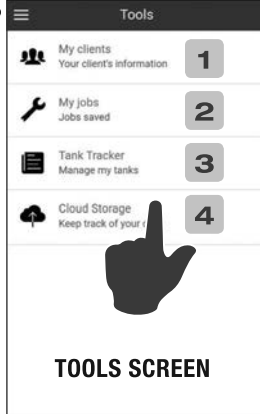 Tools
My clients
Your client's information
1
My jobs
Jobs saved
2
Tank Tracker
Manage my tanks
3
Cloud Storage
Keep track of your
4
TOOLS SCREEN